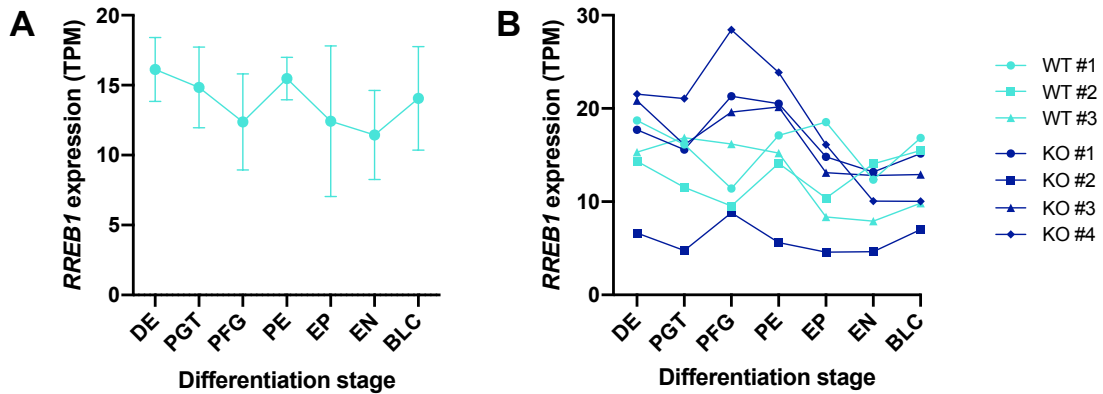 A
RREB1 expression (TPM)
20
15
10
5
0
DE
PGT
PFG
PE
EP
EN
BLC
Differentiation stage
B
RREB1 expression (TPM)
30
20
10
0
DE
PGT
PFG
PE
EP
EN
BLC
Differentiation stage
WT #1
WT #2
WT #3
KO #1
KO #2
KO #3
KO #4